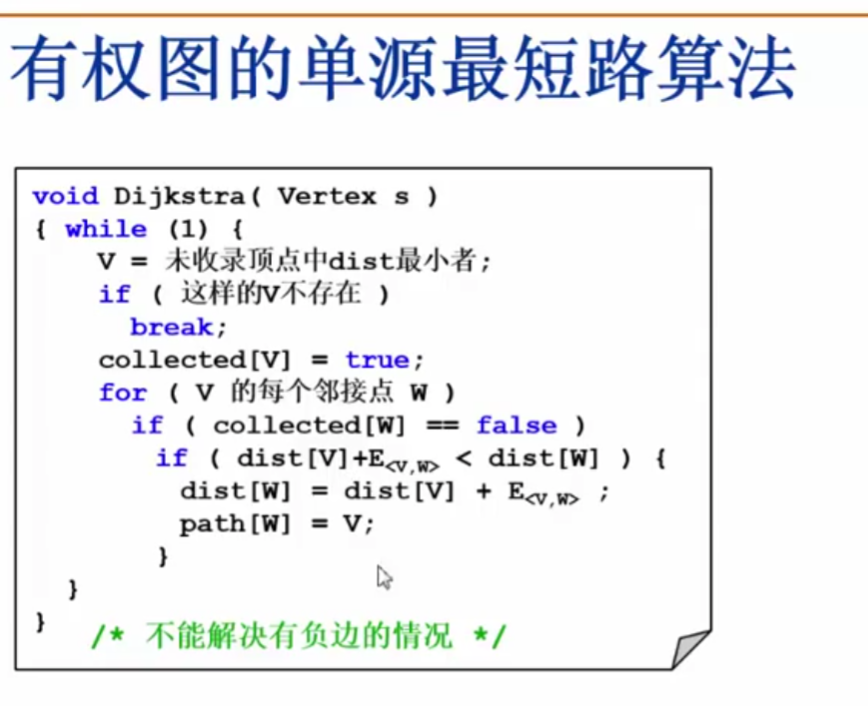 有权图的单源最短路算法
void Dijkstra( Vertex s )
{ while (1) {
V = 未收录顶点中dist最小者;
if ( 这样的V不存在 )
break;
collected[V] = true;
for ( V 的每个邻接点 W )
if ( collected[W] == false )
if ( dist[V]+E<V,W> < dist[W] ) {
dist[W] = dist[V] + E<V,W> ;
path[W] = V;
}
}
}
/* 不能解决有负边的情况 */